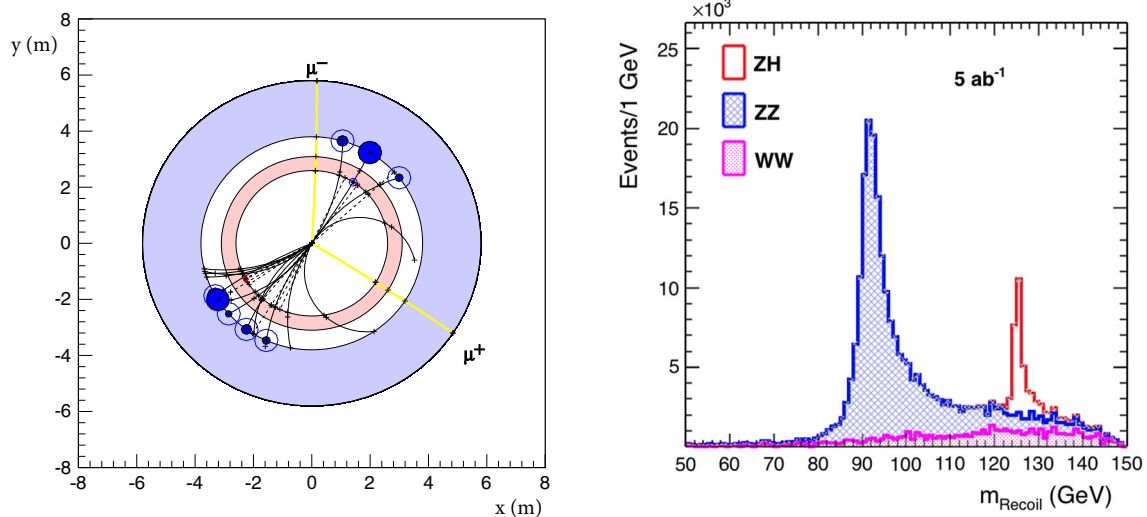 y (m)
8
6
4
2
0
-2
-4
-6
-8
-8 -6 -4 -2 0 2 4 6 8
x (m)
μ−
μ+
×10³
25
20
15
10
5
Events/1 GeV
ZH
ZZ
WW
5 ab⁻¹
50 60 70 80 90 100 110 120 130 140 150
mRecoil (GeV)